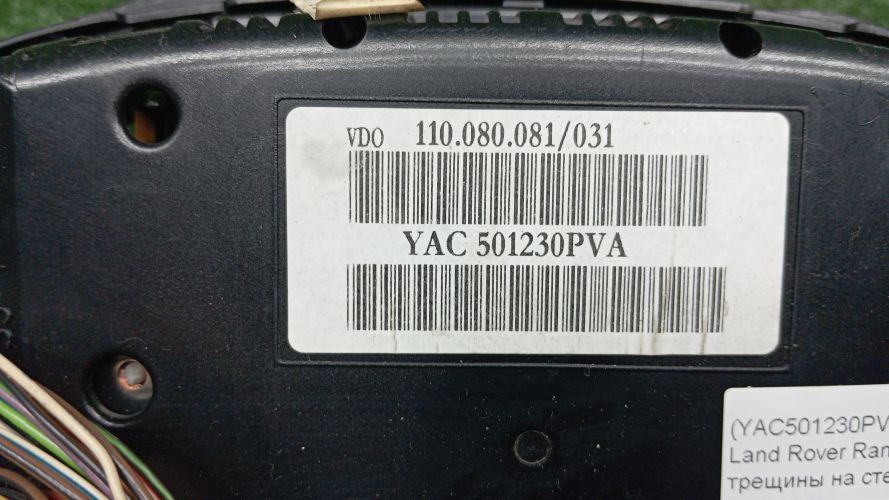 VDO 110.080.081/031
YAC 501230PVA
(YAC501230PV
Land Rover Ran
трещины на сте